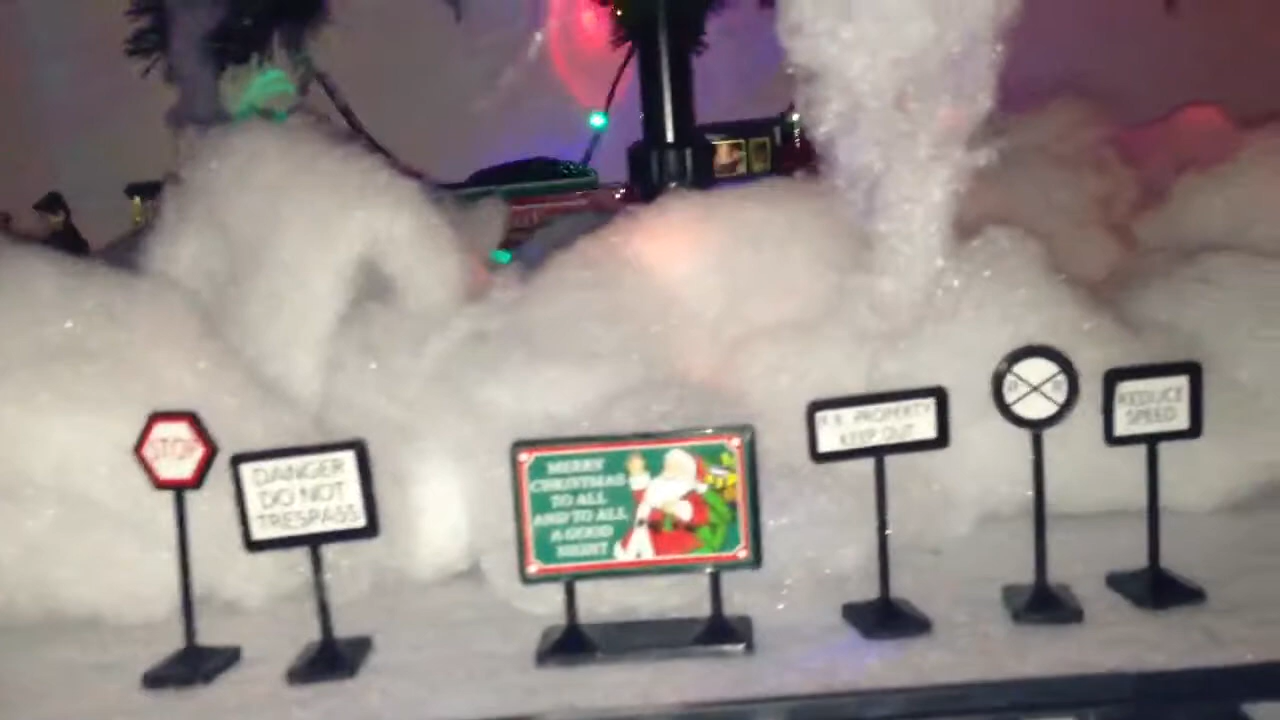 STOP
DANGER
DO NOT
TRESPASS
MERRY
CHRISTMAS
TO ALL
AND TO ALL
A GOOD
NIGHT
R.R. PROPERTY
KEEP OUT
R R
REDUCE
SPEED